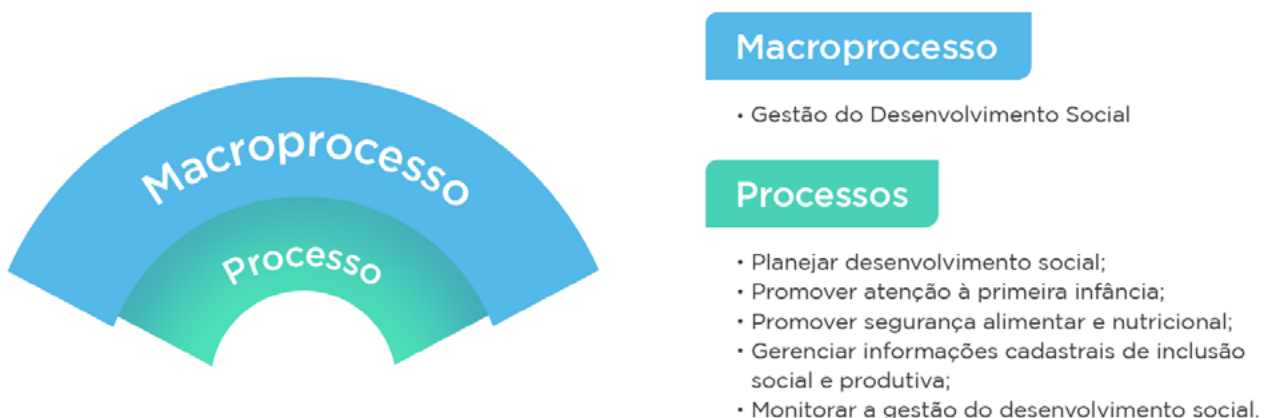 Macroprocesso
Processo
Macroprocesso
• Gestão do Desenvolvimento Social
Processos
• Planejar desenvolvimento social;
• Promover atenção à primeira infância;
• Promover segurança alimentar e nutricional;
• Gerenciar informações cadastrais de inclusão
social e produtiva;
• Monitorar a gestão do desenvolvimento social.